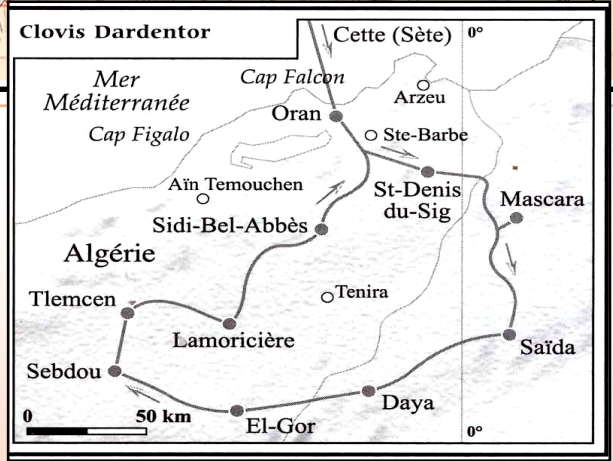 Clovis Dardentor
Cette (Sète)
0°
Mer
Méditerranée
Cap Falcon
Arzeu
Cap Figalo
Oran
Ste-Barbe
Aïn Temouchen
St-Denis
du-Sig
Mascara
Sidi-Bel-Abbès
Algérie
Tenira
Tlemcen
Lamoricière
Saïda
Sebdou
Daya
El-Gor
0
50 km
0°